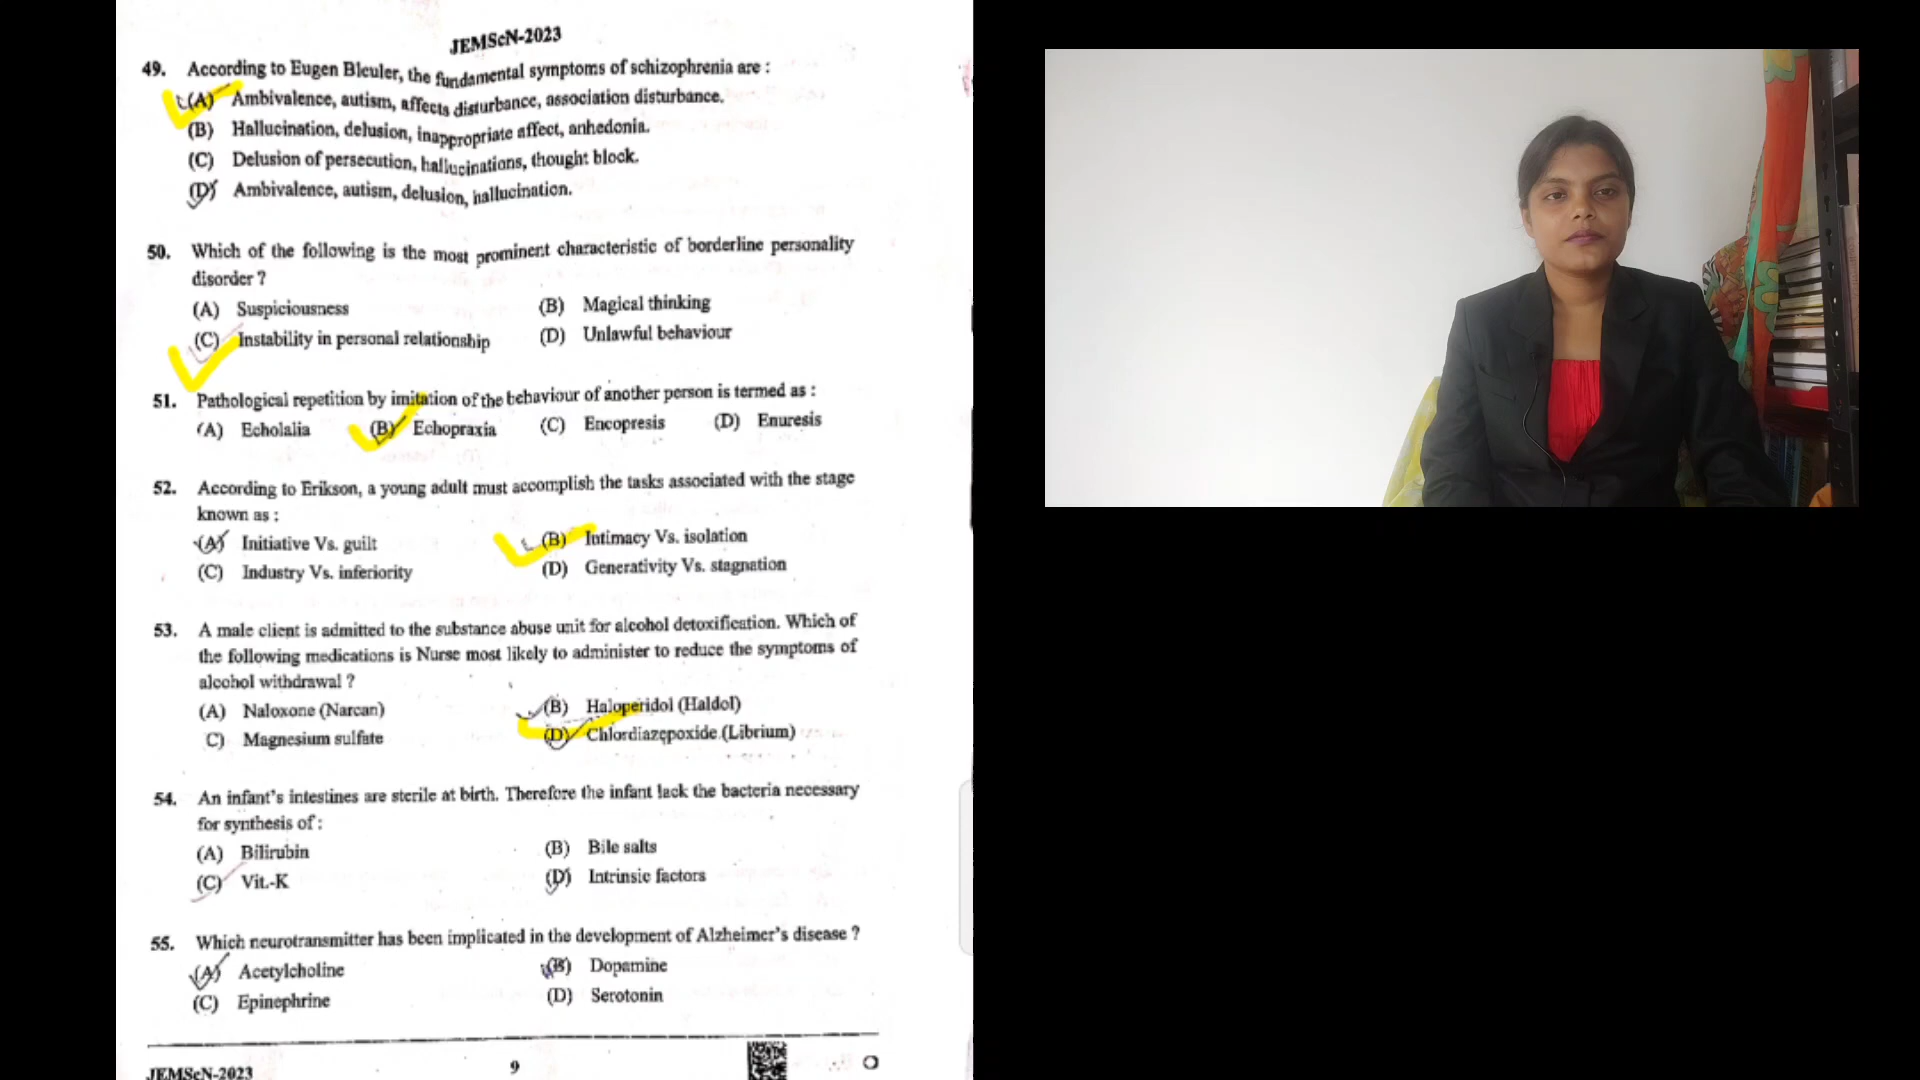 JEMScN-2023
49. According to Eugen Bleuler, the fundamental symptoms of schizophrenia are :
(A) Ambivalence, autism, affects disturbance, association disturbance.
(B) Hallucination, delusion, inappropriate affect, anhedonia.
(C) Delusion of persecution, hallucinations, thought block.
(D) Ambivalence, autism, delusion, hallucination.
50. Which of the following is the most prominent characteristic of borderline personality
disorder ?
(A) Suspiciousness (B) Magical thinking
(C) Instability in personal relationship (D) Unlawful behaviour
51. Pathological repetition by imitation of the behaviour of another person is termed as :
(A) Echolalia (B) Echopraxia (C) Encopresis (D) Enuresis
52. According to Erikson, a young adult must accomplish the tasks associated with the stage
known as :
(A) Initiative Vs. guilt (B) Intimacy Vs. isolation
(C) Industry Vs. inferiority (D) Generativity Vs. stagnation
53. A male client is admitted to the substance abuse unit for alcohol detoxification. Which of
the following medications is Nurse most likely to administer to reduce the symptoms of
alcohol withdrawal ?
(A) Naloxone (Narcan) (B) Haloperidol (Haldol)
C) Magnesium sulfate (D) Chlordiazepoxide (Librium)
54. An infant's intestines are sterile at birth. Therefore the infant lack the bacteria necessary
for synthesis of :
(A) Bilirubin (B) Bile salts
(C) Vit.-K (D) Intrinsic factors
55. Which neurotransmitter has been implicated in the development of Alzheimer's disease ?
(A) Acetylcholine (B) Dopamine
(C) Epinephrine (D) Serotonin
JEMScN-2023 9 O